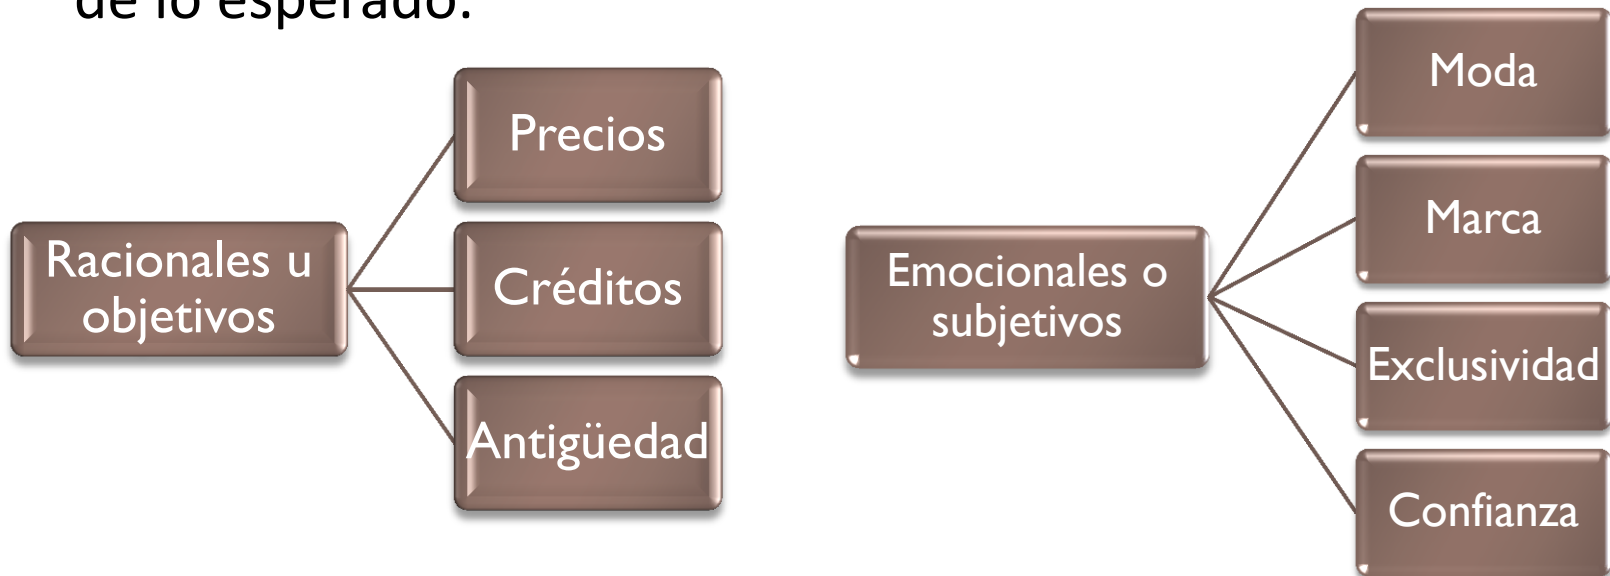 de lo esperado.
Racionales u
objetivos
Precios
Créditos
Antigüedad
Emocionales o
subjetivos
Moda
Marca
Exclusividad
Confianza